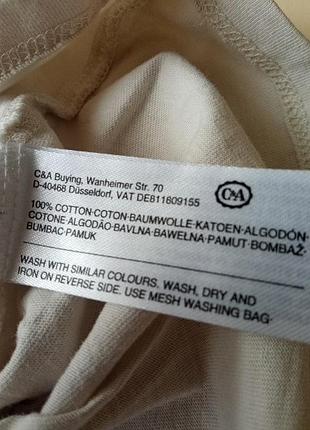 C&A Buying, Wanheimer Str. 70
D-40468 Düsseldorf, VAT DE811609155
C&A
100% COTTON·COTON·BAUMWOLLE·KATOEN·ALGODÓN·
COTONE·ALGODÃO·BAVLNA·BAWEŁNA·PAMUT·BOMBAŽ·
BUMBAC·PAMUK
WASH WITH SIMILAR COLOURS, WASH, DRY AND
IRON ON REVERSE SIDE. USE MESH WASHING BAG·